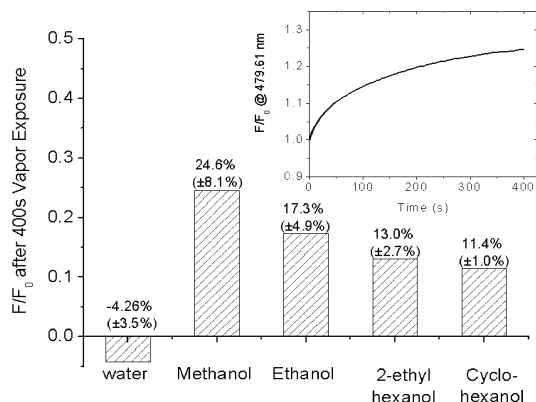 F/F0 after 400s Vapor Exposure
0.5
0.4
0.3
0.2
0.1
0.0
-4.26%
(±3.5%)
24.6%
(±8.1%)
17.3%
(±4.9%)
13.0%
(±2.7%)
11.4%
(±1.0%)
water
Methanol
Ethanol
2-ethyl
hexanol
Cyclo-
hexanol
F/F0 @ 479.61 nm
1.3
1.2
1.1
1.0
0.9
0
100
200
300
400
Time (s)